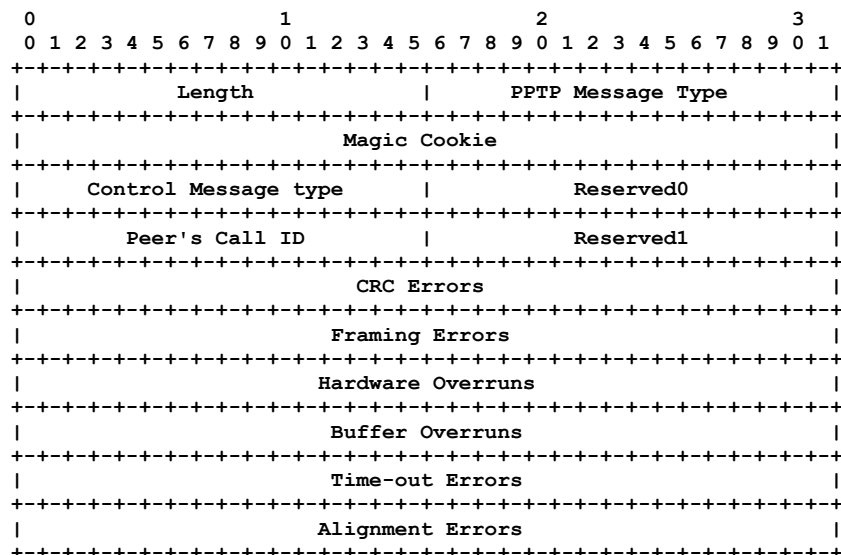 0                   1                   2                   3
0 1 2 3 4 5 6 7 8 9 0 1 2 3 4 5 6 7 8 9 0 1 2 3 4 5 6 7 8 9 0 1
+-+-+-+-+-+-+-+-+-+-+-+-+-+-+-+-+-+-+-+-+-+-+-+-+-+-+-+-+-+-+-+-+
| Length | PPTP Message Type |
+-+-+-+-+-+-+-+-+-+-+-+-+-+-+-+-+-+-+-+-+-+-+-+-+-+-+-+-+-+-+-+-+
| Magic Cookie |
+-+-+-+-+-+-+-+-+-+-+-+-+-+-+-+-+-+-+-+-+-+-+-+-+-+-+-+-+-+-+-+-+
| Control Message type | Reserved0 |
+-+-+-+-+-+-+-+-+-+-+-+-+-+-+-+-+-+-+-+-+-+-+-+-+-+-+-+-+-+-+-+-+
| Peer's Call ID | Reserved1 |
+-+-+-+-+-+-+-+-+-+-+-+-+-+-+-+-+-+-+-+-+-+-+-+-+-+-+-+-+-+-+-+-+
| CRC Errors |
+-+-+-+-+-+-+-+-+-+-+-+-+-+-+-+-+-+-+-+-+-+-+-+-+-+-+-+-+-+-+-+-+
| Framing Errors |
+-+-+-+-+-+-+-+-+-+-+-+-+-+-+-+-+-+-+-+-+-+-+-+-+-+-+-+-+-+-+-+-+
| Hardware Overruns |
+-+-+-+-+-+-+-+-+-+-+-+-+-+-+-+-+-+-+-+-+-+-+-+-+-+-+-+-+-+-+-+-+
| Buffer Overruns |
+-+-+-+-+-+-+-+-+-+-+-+-+-+-+-+-+-+-+-+-+-+-+-+-+-+-+-+-+-+-+-+-+
| Time-out Errors |
+-+-+-+-+-+-+-+-+-+-+-+-+-+-+-+-+-+-+-+-+-+-+-+-+-+-+-+-+-+-+-+-+
| Alignment Errors |
+-+-+-+-+-+-+-+-+-+-+-+-+-+-+-+-+-+-+-+-+-+-+-+-+-+-+-+-+-+-+-+-+